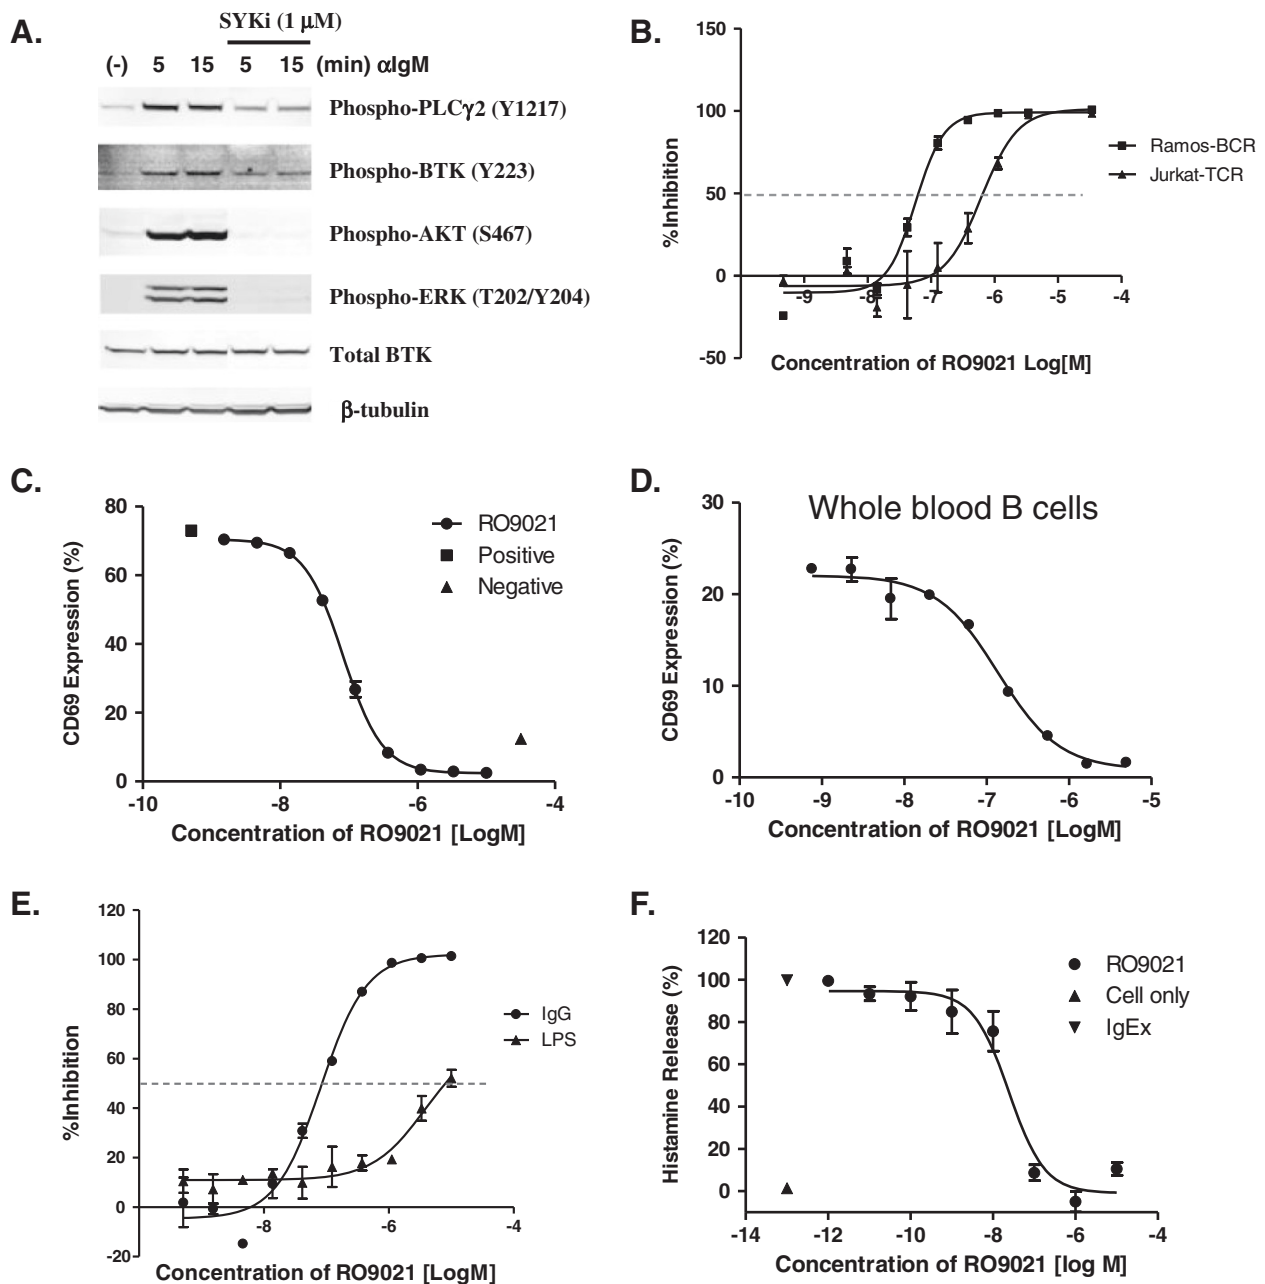 A.
SYKi (1 μM)
(-) 5 15 5 15 (min) αIgM
Phospho-PLCγ2 (Y1217)
Phospho-BTK (Y223)
Phospho-AKT (S467)
Phospho-ERK (T202/Y204)
Total BTK
β-tubulin
B.
150
100
50
0
-50
%Inhibition
-9 -8 -7 -6 -5 -4
Concentration of RO9021 Log[M]
Ramos-BCR
Jurkat-TCR
C.
80
60
40
20
0
CD69 Expression (%)
-10 -8 -6 -4
Concentration of RO9021 [LogM]
RO9021
Positive
Negative
D.
Whole blood B cells
30
20
10
0
CD69 Expression (%)
-10 -9 -8 -7 -6 -5
Concentration of RO9021 [LogM]
E.
120
100
80
60
40
20
0
-20
%Inhibition
-8 -6 -4
Concentration of RO9021 [LogM]
IgG
LPS
F.
120
100
80
60
40
20
0
Histamine Release (%)
-14 -12 -10 -8 -6 -4
Concentration of RO9021 [log M]
RO9021
Cell only
IgEx